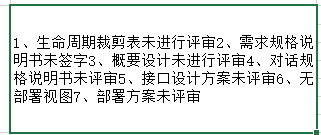 1、生命周期裁剪表未进行评审2、需求规格说
明书未签字3、概要设计未进行评审4、对话规
格说明书未评审5、接口设计方案未评审6、无
部署视图7、部署方案未评审